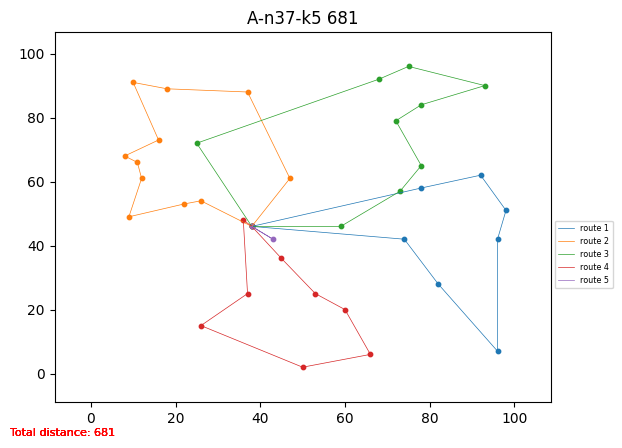 A-n37-k5 681
100
80
60
40
20
0
0 20 40 60 80 100
route 1
route 2
route 3
route 4
route 5
Total distance: 681